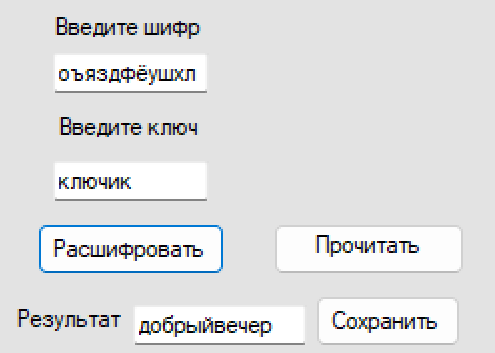 Введите шифр
оъяздфёушхл
Введите ключ
ключик
Расшифровать Прочитать
Результат добрыйвечер Сохранить